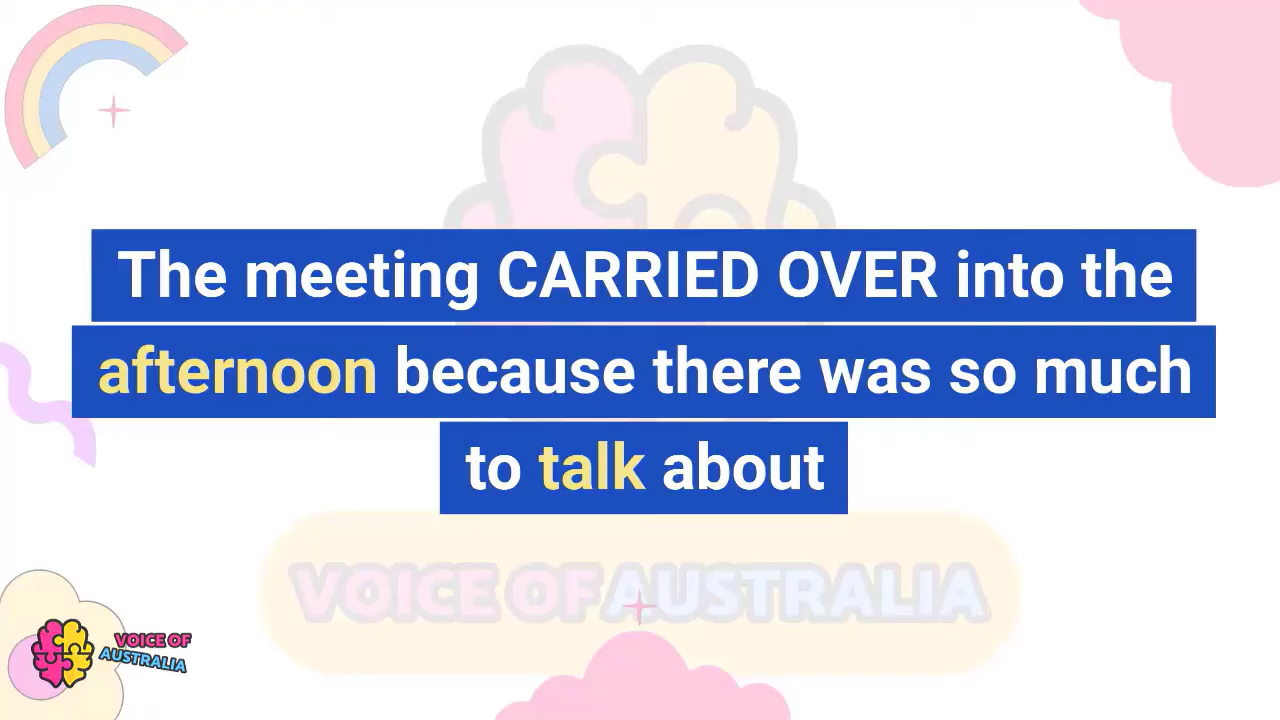 The meeting CARRIED OVER into the
afternoon because there was so much
to talk about
VOICE OF AUSTRALIA
VOICE OF
AUSTRALIA